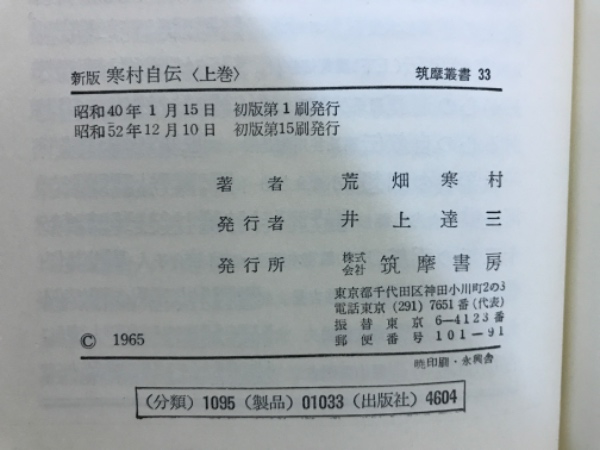 新版 寒村自伝〈上巻〉 筑摩叢書 33
昭和40年1月15日 初版第1刷発行
昭和52年12月10日 初版第15刷発行
著者 荒畑寒村
発行者 井上達三
発行所 株式会社 筑摩書房
東京都千代田区神田小川町2の3
電話東京 (291) 7651番 (代表)
振替東京 6-4123番
郵便番号 101-91
© 1965
暁印刷・永興舎
(分類) 1095 (製品) 01033 (出版社) 4604